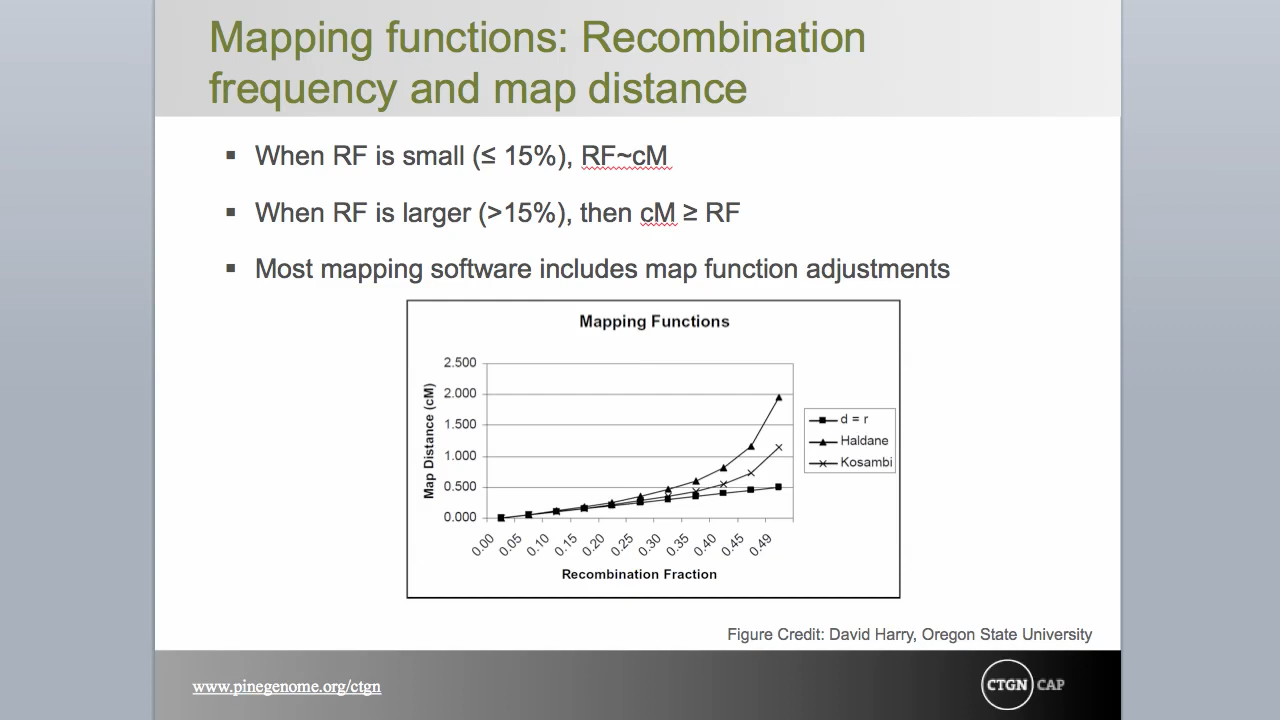 Mapping functions: Recombination
frequency and map distance
▪ When RF is small (≤ 15%), RF~cM
▪ When RF is larger (>15%), then cM ≥ RF
▪ Most mapping software includes map function adjustments
Mapping Functions
Map Distance (cM)
2.500
2.000
1.500
1.000
0.500
0.000
0.00 0.05 0.10 0.15 0.20 0.25 0.30 0.35 0.40 0.45 0.49
Recombination Fraction
d = r
Haldane
Kosambi
Figure Credit: David Harry, Oregon State University
www.pinegenome.org/ctgn
CTGN CAP